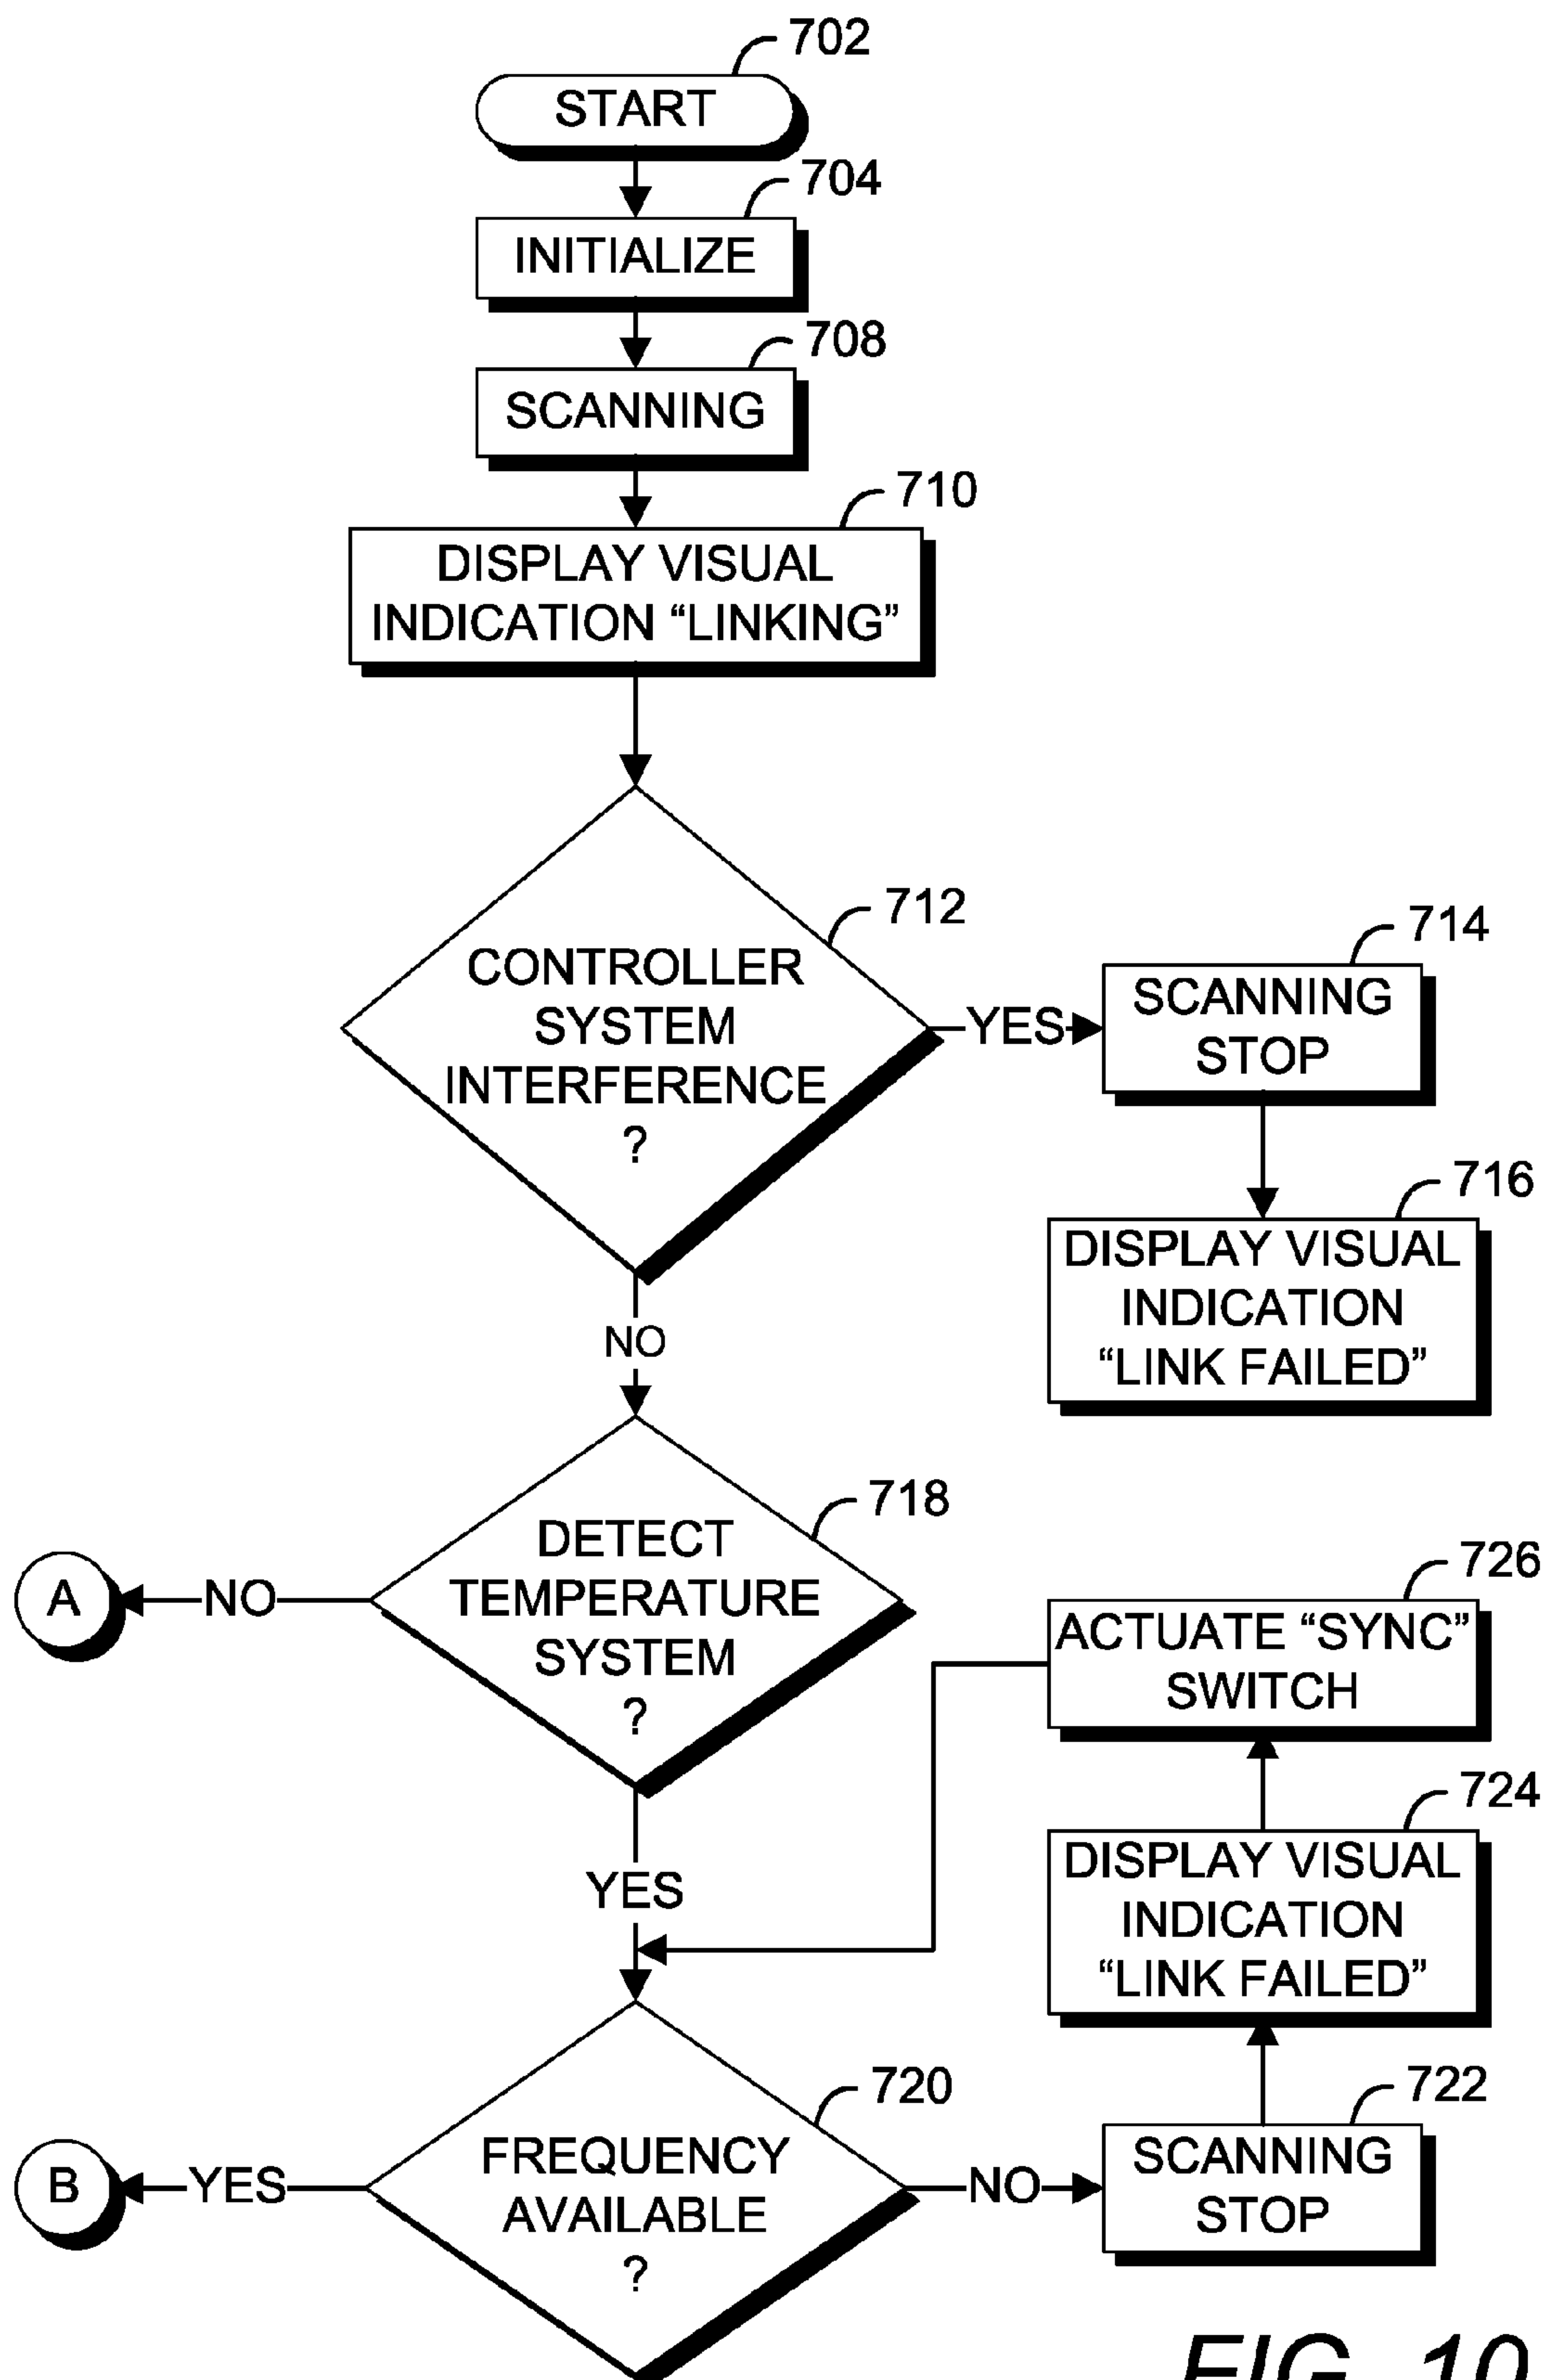 702
START
704
INITIALIZE
708
SCANNING
710
DISPLAY VISUAL
INDICATION “LINKING”
712
CONTROLLER
SYSTEM
INTERFERENCE
?
YES
714
SCANNING
STOP
716
DISPLAY VISUAL
INDICATION
“LINK FAILED”
NO
718
DETECT
TEMPERATURE
SYSTEM
?
NO
A
YES
726
ACTUATE “SYNC”
SWITCH
724
DISPLAY VISUAL
INDICATION
“LINK FAILED”
720
FREQUENCY
AVAILABLE
?
YES
B
NO
722
SCANNING
STOP
FIG. 10